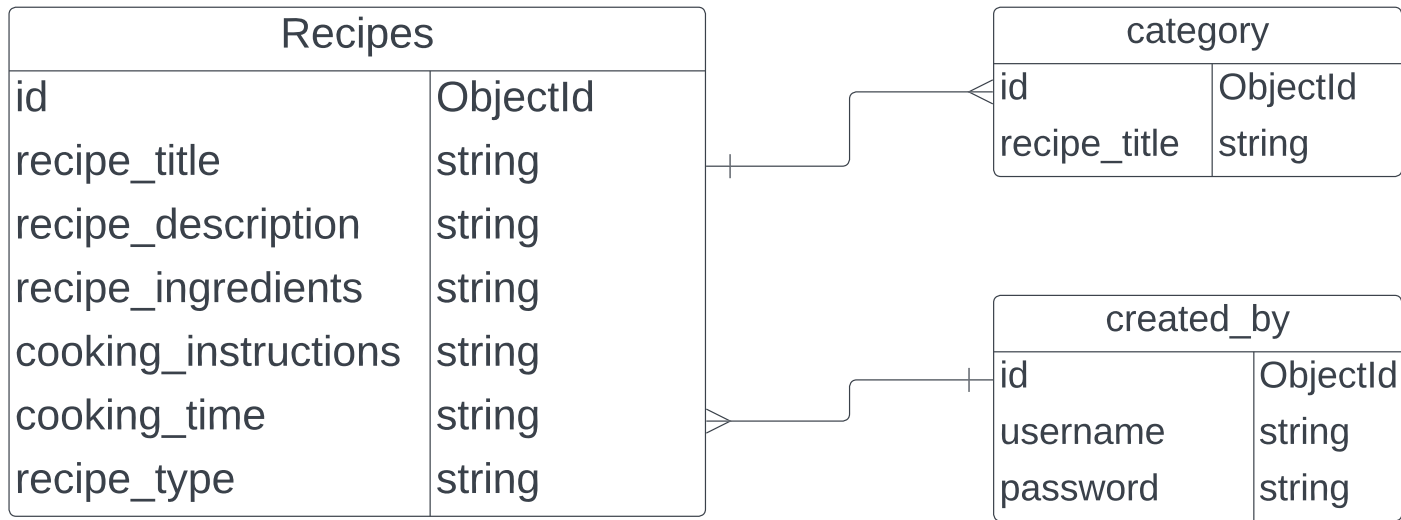 Recipes
id ObjectId
recipe_title string
recipe_description string
recipe_ingredients string
cooking_instructions string
cooking_time string
recipe_type string
category
id ObjectId
recipe_title string
created_by
id ObjectId
username string
password string